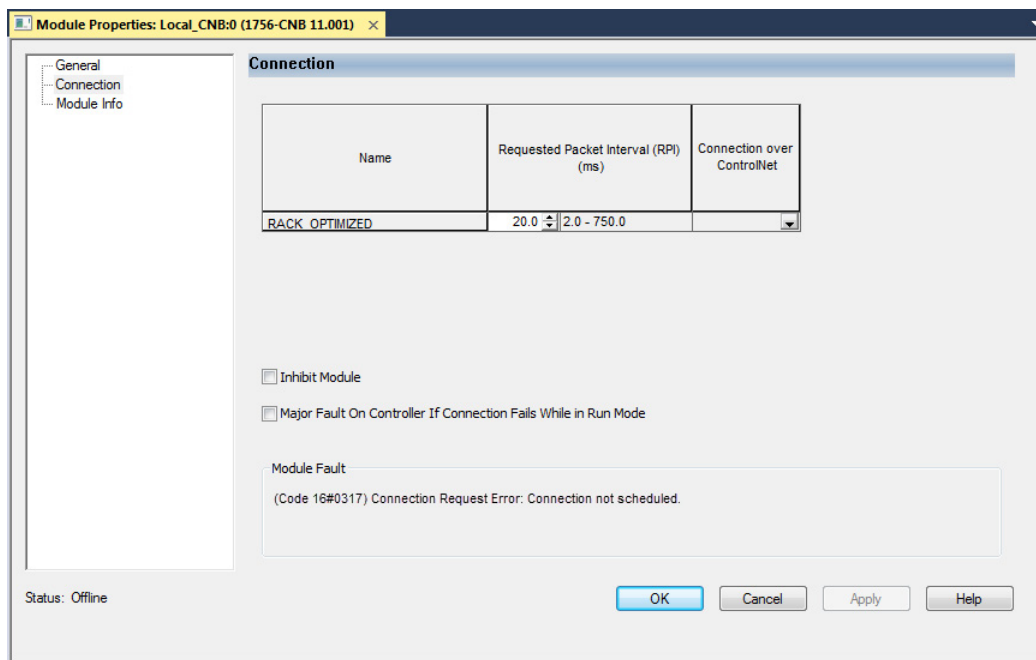 Module Properties: Local_CNB:0 (1756-CNB 11.001) ×
General
Connection
Module Info
Connection
Name
Requested Packet Interval (RPI)
(ms)
Connection over
ControlNet
RACK_OPTIMIZED 20.0 2.0 - 750.0
Inhibit Module
Major Fault On Controller If Connection Fails While in Run Mode
Module Fault
(Code 16#0317) Connection Request Error: Connection not scheduled.
Status: Offline
OK Cancel Apply Help